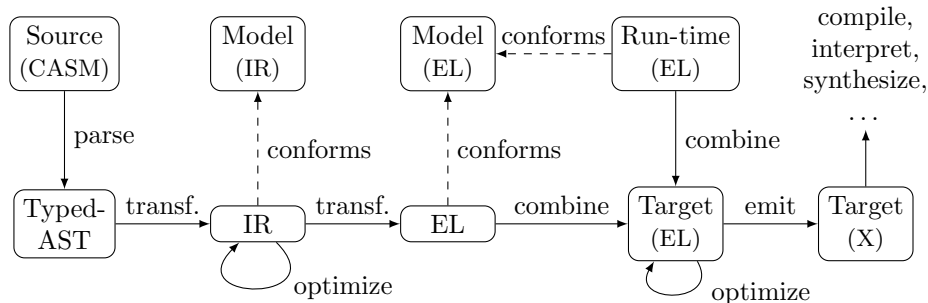 Source
(CASM)
Model
(IR)
Model
(EL)
conforms
Run-time
(EL)
compile,
interpret,
synthesize,
...
parse
conforms
conforms
combine
Typed-
AST
transf.
IR
transf.
EL
combine
Target
(EL)
emit
Target
(X)
optimize
optimize